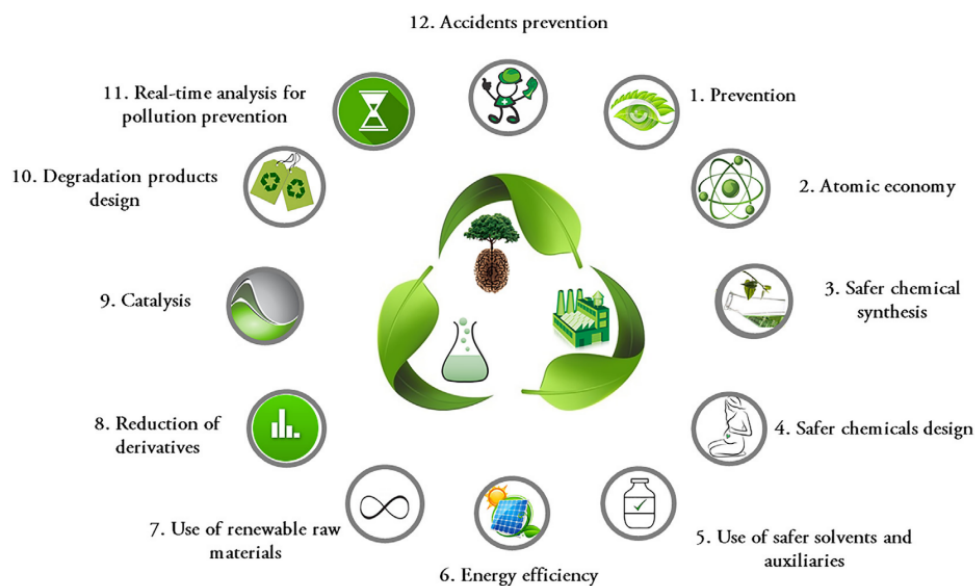 12. Accidents prevention
1. Prevention
2. Atomic economy
3. Safer chemical
synthesis
4. Safer chemicals design
5. Use of safer solvents and
auxiliaries
6. Energy efficiency
7. Use of renewable raw
materials
8. Reduction of
derivatives
9. Catalysis
10. Degradation products
design
11. Real-time analysis for
pollution prevention